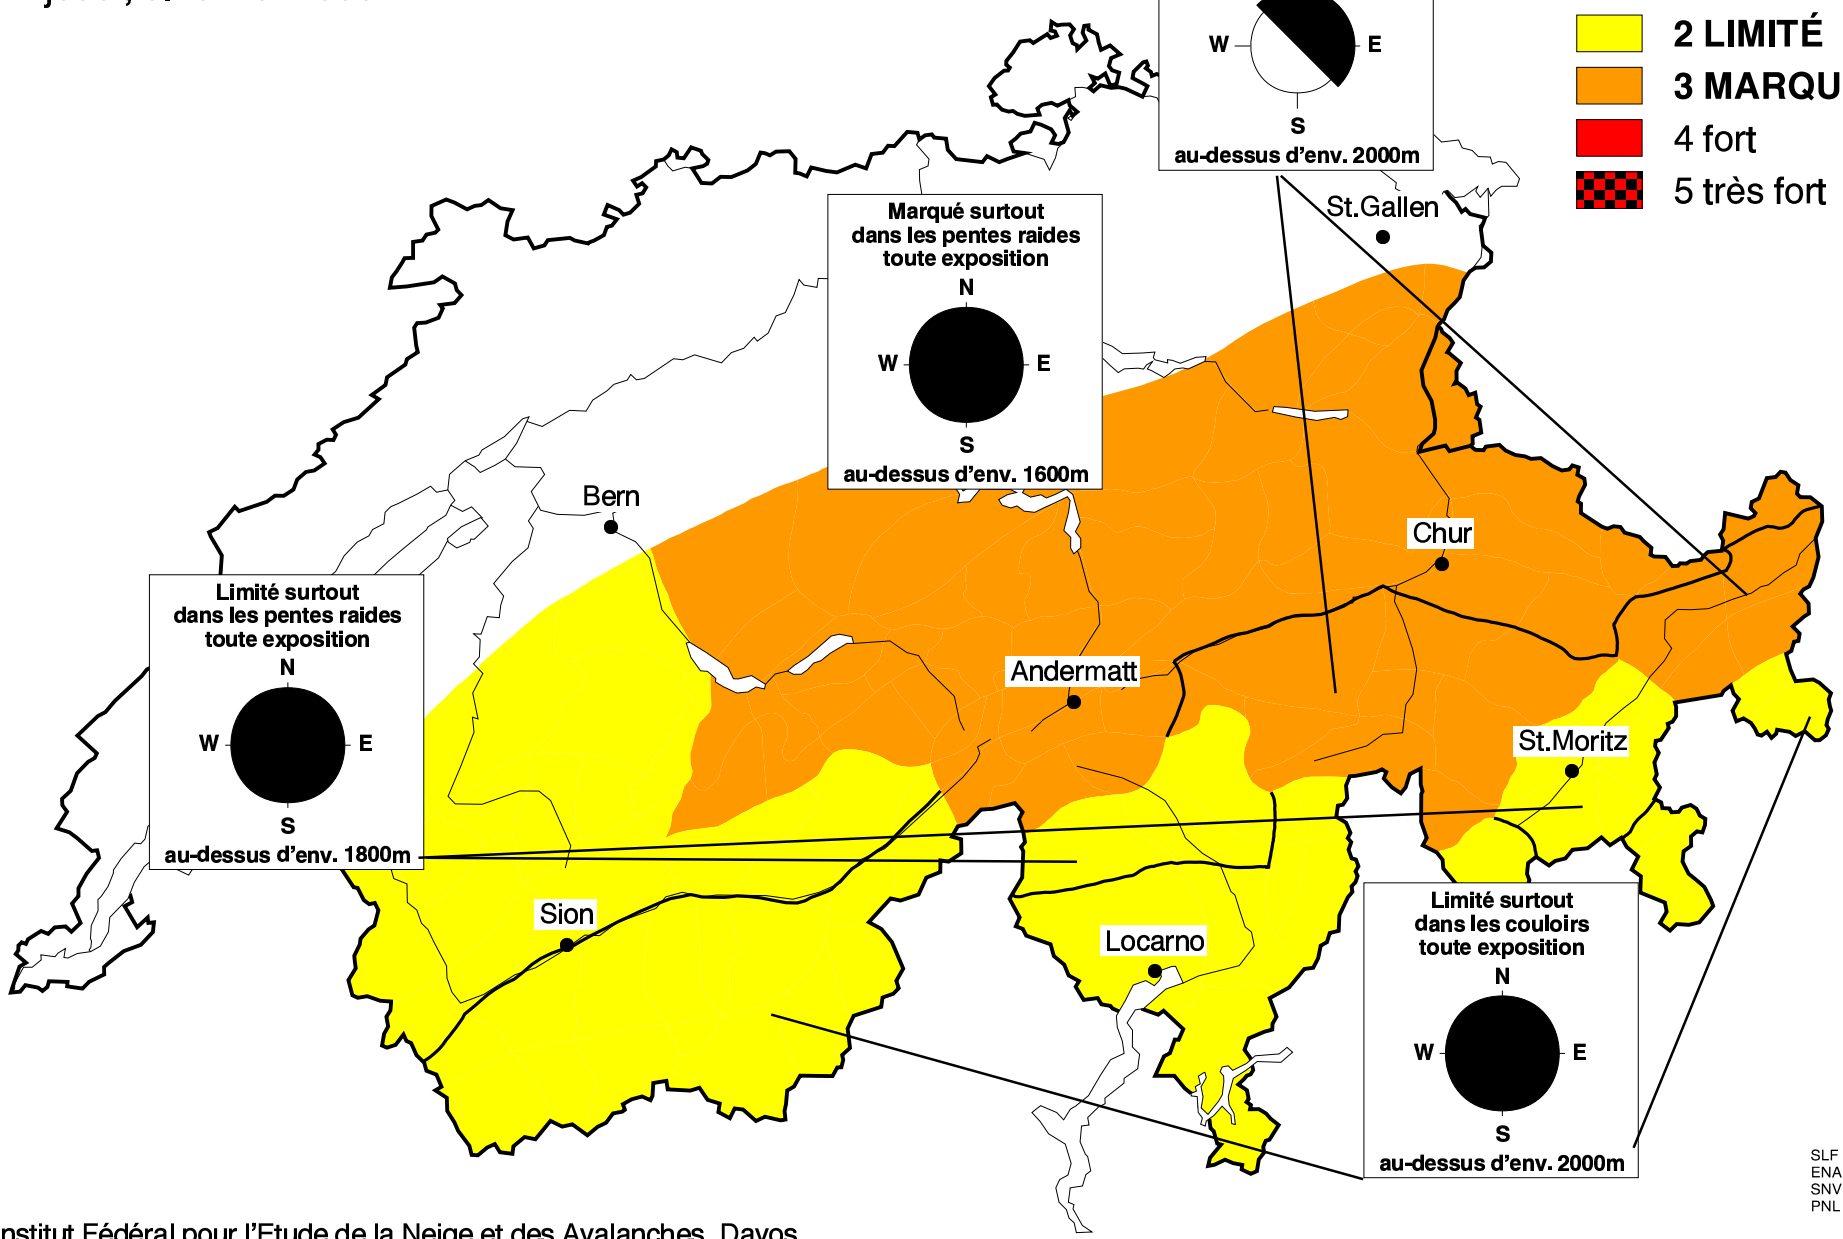 W
E
S
au-dessus d'env. 2000m
2 LIMITÉ
3 MARQU
4 fort
5 très fort
St.Gallen
Marqué surtout
dans les pentes raides
toute exposition
N
W
E
S
au-dessus d'env. 1600m
Bern
Chur
Limité surtout
dans les pentes raides
toute exposition
N
W
E
S
au-dessus d'env. 1800m
Andermatt
St.Moritz
Sion
Locarno
Limité surtout
dans les couloirs
toute exposition
N
W
E
S
au-dessus d'env. 2000m
SLF
ENA
SNV
PNL
nstitut Fédéral pour l'Etude de la Neige et des Avalanches, Davos